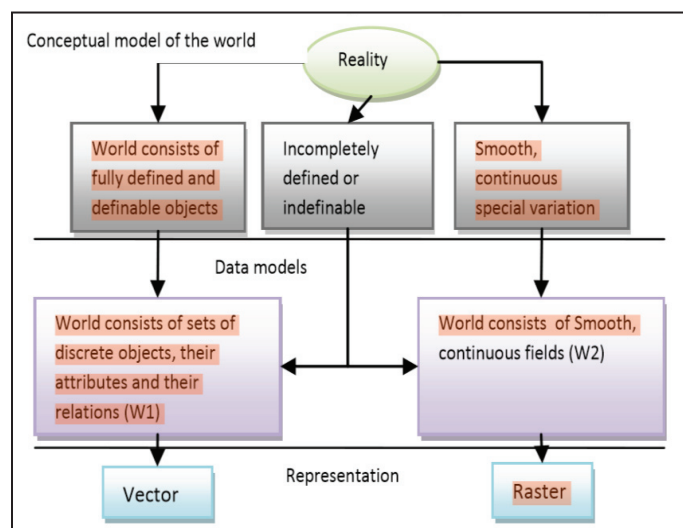 Conceptual model of the world
Reality
World consists of
fully defined and
definable objects
Incompletely
defined or
indefinable
Smooth,
continuous
special variation
Data models
World consists of sets of
discrete objects, their
attributes and their
relations (W1)
World consists of Smooth,
continuous fields (W2)
Representation
Vector
Raster